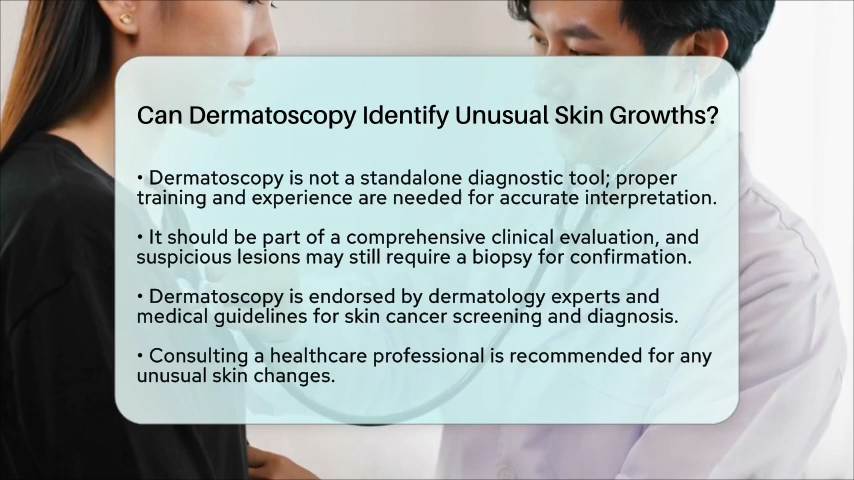 Can Dermatoscopy Identify Unusual Skin Growths?
• Dermatoscopy is not a standalone diagnostic tool; proper
training and experience are needed for accurate interpretation.
• It should be part of a comprehensive clinical evaluation, and
suspicious lesions may still require a biopsy for confirmation.
• Dermatoscopy is endorsed by dermatology experts and
medical guidelines for skin cancer screening and diagnosis.
• Consulting a healthcare professional is recommended for any
unusual skin changes.